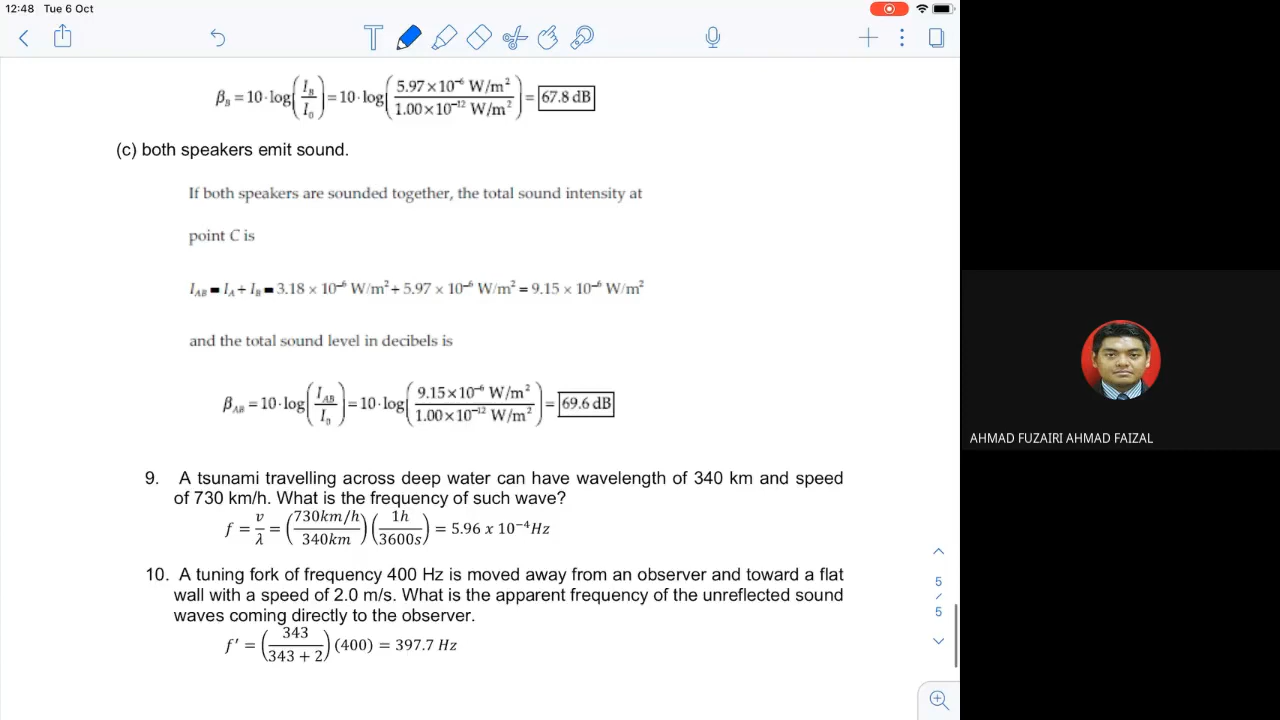 12:48 Tue 6 Oct
β_B = 10·log(I_B/I_0) = 10·log(5.97×10⁻⁶ W/m²/1.00×10⁻¹² W/m²) = 67.8 dB
(c) both speakers emit sound.
If both speakers are sounded together, the total sound intensity at
point C is
I_AB = I_A + I_B = 3.18 × 10⁻⁶ W/m² + 5.97 × 10⁻⁶ W/m² = 9.15 × 10⁻⁶ W/m²
and the total sound level in decibels is
β_AB = 10·log(I_AB/I_0) = 10·log(9.15×10⁻⁶ W/m²/1.00×10⁻¹² W/m²) = 69.6 dB
9. A tsunami travelling across deep water can have wavelength of 340 km and speed
of 730 km/h. What is the frequency of such wave?
f = v/λ = (730km/h/340km)(1h/3600s) = 5.96 x 10⁻⁴Hz
10. A tuning fork of frequency 400 Hz is moved away from an observer and toward a flat
wall with a speed of 2.0 m/s. What is the apparent frequency of the unreflected sound
waves coming directly to the observer.
f′ = (343/343 + 2)(400) = 397.7 Hz
5
/
5
AHMAD FUZAIRI AHMAD FAIZAL